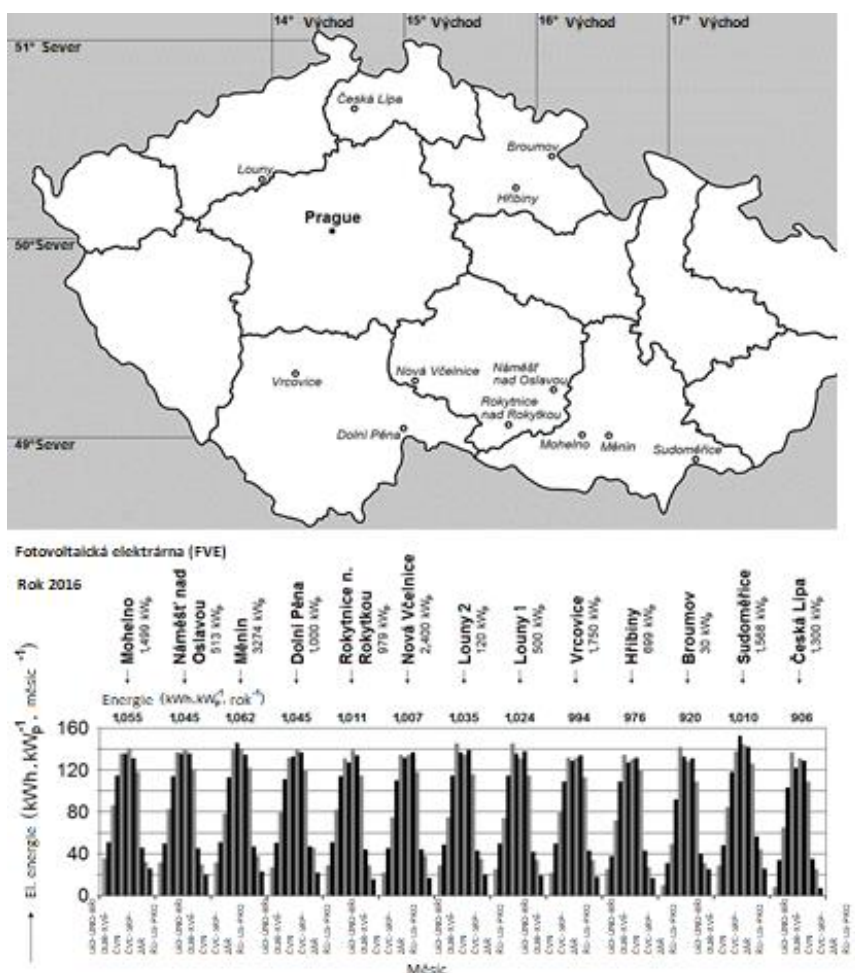 14° Východ 15° Východ 16° Východ 17° Východ
51° Sever
Česká Lípa
Broumov
Louny
Hřibiny
Prague
50° Sever
Vrcovice
Nová Včelnice
Náměšť
nad Oslavou
Rokytnice
nad Rokytkou
Dolní Pěna
Mohelno
Měnín
Sudoměřice
49° Sever
Fotovoltaická elektrárna (FVE)
Rok 2016
← Mohelno
1,499 kWp
← Náměšť nad
Oslavou
513 kWp
← Měnín
3274 kWp
← Dolní Pěna
1,000 kWp
← Rokytnice n.
Rokytkou
979 kWp
← Nová Včelnice
2,400 kWp
← Louny 2
120 kWp
← Louny 1
500 kWp
← Vrcovice
1,750 kWp
← Hřibiny
699 kWp
← Broumov
30 kWp
← Sudoměřice
1,568 kWp
← Česká Lípa
1,300 kWp
Energie (kWh.kWp⁻¹. rok⁻¹)
1,055 1,045 1,062 1,045 1,011 1,007 1,035 1,024 994 976 920 1,010 906
El. energie (kWh.kWp⁻¹. měsíc⁻¹)
160
120
80
40
0
Měsíc